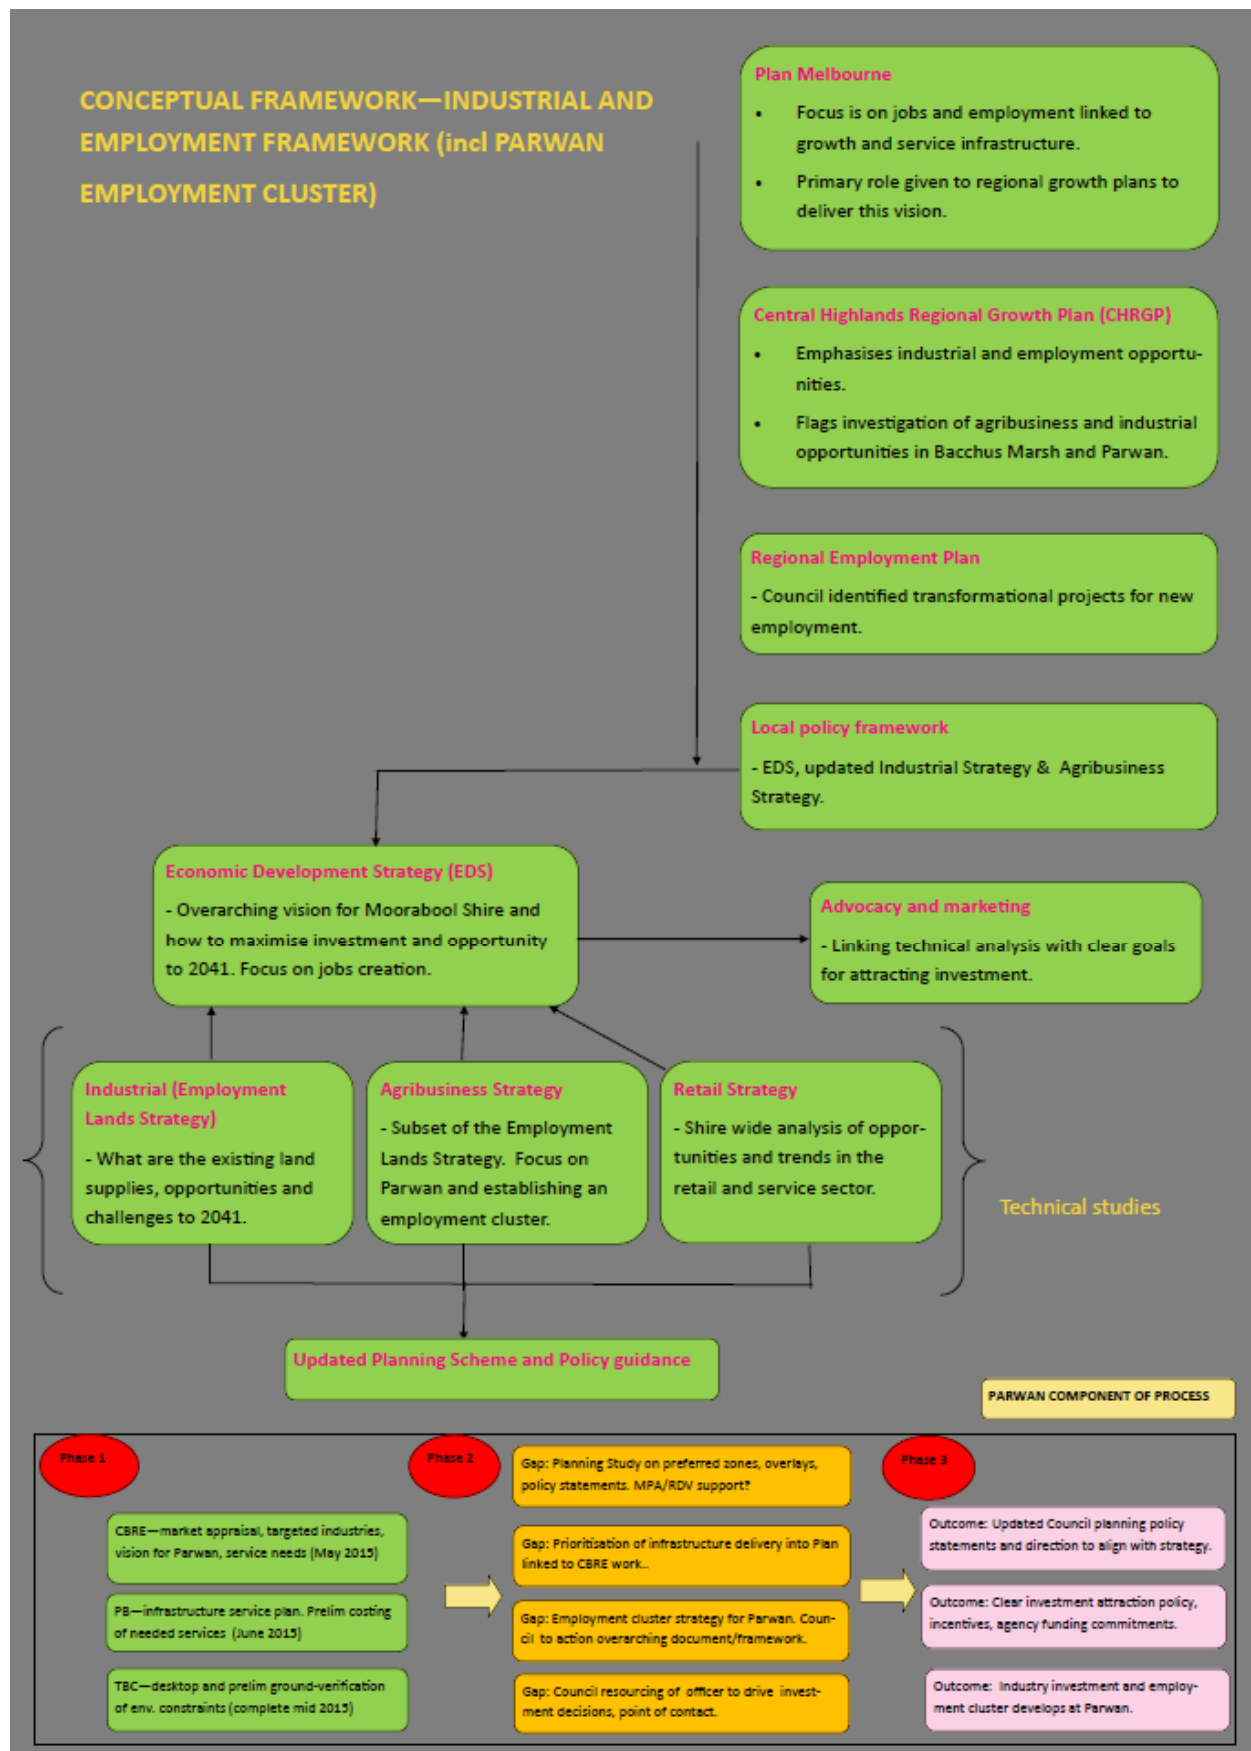 CONCEPTUAL FRAMEWORK—INDUSTRIAL AND
EMPLOYMENT FRAMEWORK (incl PARWAN
EMPLOYMENT CLUSTER)
Plan Melbourne
• Focus is on jobs and employment linked to
growth and service infrastructure.
• Primary role given to regional growth plans to
deliver this vision.
Central Highlands Regional Growth Plan (CHRGP)
• Emphasises industrial and employment opportu-
nities.
• Flags investigation of agribusiness and industrial
opportunities in Bacchus Marsh and Parwan.
Regional Employment Plan
- Council identified transformational projects for new
employment.
Local policy framework
- EDS, updated Industrial Strategy & Agribusiness
Strategy.
Economic Development Strategy (EDS)
- Overarching vision for Moorabool Shire and
how to maximise investment and opportunity
to 2041. Focus on jobs creation.
Advocacy and marketing
- Linking technical analysis with clear goals
for attracting investment.
Industrial (Employment
Lands Strategy)
- What are the existing land
supplies, opportunities and
challenges to 2041.
Agribusiness Strategy
- Subset of the Employment
Lands Strategy. Focus on
Parwan and establishing an
employment cluster.
Retail Strategy
- Shire wide analysis of oppor-
tunities and trends in the
retail and service sector.
Technical studies
Updated Planning Scheme and Policy guidance
PARWAN COMPONENT OF PROCESS
Phase 1
CBRE—market appraisal, targeted industries,
vision for Parwan, service needs (May 2015)
PB—infrastructure service plan. Prelim costing
of needed services (June 2015)
TBC—desktop and prelim ground-verification
of env. constraints (complete mid 2015)
Phase 2
Gap: Planning Study on preferred zones, overlays,
policy statements. MPA/RDV support?
Gap: Prioritisation of infrastructure delivery into Plan
linked to CBRE work..
Gap: Employment cluster strategy for Parwan. Coun-
cil to action overarching document/framework.
Gap: Council resourcing of officer to drive invest-
ment decisions, point of contact.
Phase 3
Outcome: Updated Council planning policy
statements and direction to align with strategy.
Outcome: Clear investment attraction policy,
incentives, agency funding commitments.
Outcome: Industry investment and employ-
ment cluster develops at Parwan.